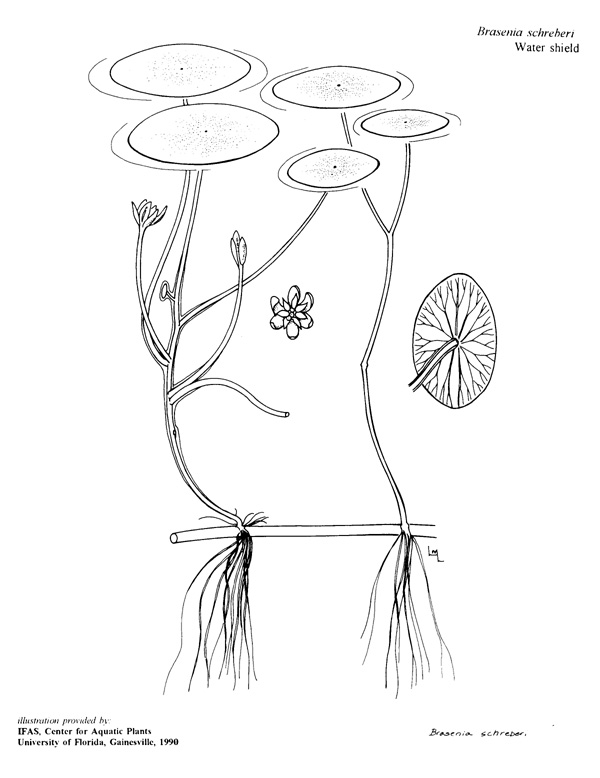 Brasenia schreberi
Water shield
LML
illustration provided by:
IFAS, Center for Aquatic Plants
University of Florida, Gainesville, 1990
Brasenia schreberi.